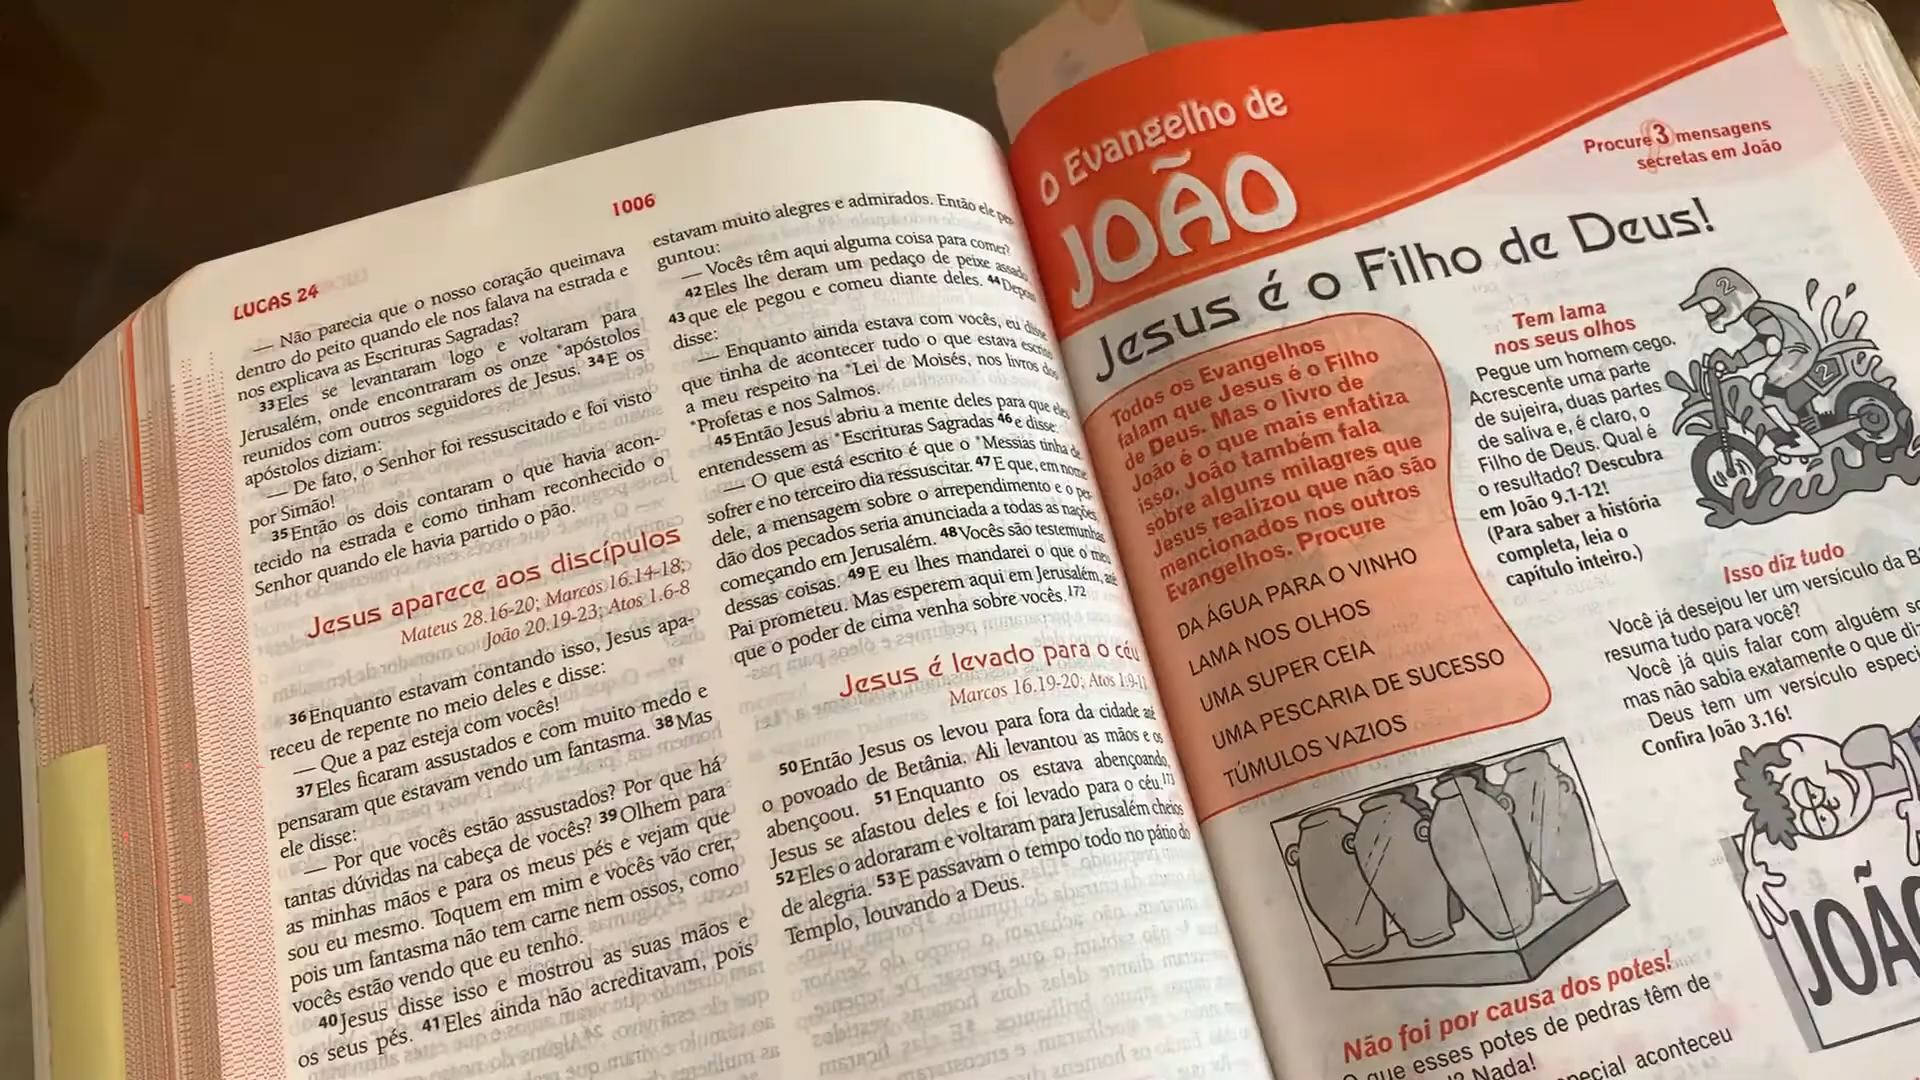 1006
LUCAS 24
— Não parecia que o nosso coração queimava
dentro do peito quando ele nos falava na estrada e
nos explicava as Escrituras Sagradas?
33 Eles se levantaram logo e voltaram para
Jerusalém, onde encontraram os onze *apóstolos
reunidos com outros seguidores de Jesus. 34 E os
apóstolos diziam:
— De fato, o Senhor foi ressuscitado e foi visto
por Simão!
35 Então os dois contaram o que havia acon-
tecido na estrada e como tinham reconhecido o
Senhor quando ele havia partido o pão.
Jesus aparece aos discípulos
Mateus 28.16-20; Marcos 16.14-18;
João 20.19-23; Atos 1.6-8
36 Enquanto estavam contando isso, Jesus apa-
receu de repente no meio deles e disse:
— Que a paz esteja com vocês!
37 Eles ficaram assustados e com muito medo e
pensaram que estavam vendo um fantasma. 38 Mas
ele disse:
— Por que vocês estão assustados? Por que há
tantas dúvidas na cabeça de vocês? 39 Olhem para
as minhas mãos e para os meus pés e vejam que
sou eu mesmo. Toquem em mim e vocês vão crer,
pois um fantasma não tem carne nem ossos, como
vocês estão vendo que eu tenho.
40 Jesus disse isso e mostrou as suas mãos e
os seus pés. 41 Eles ainda não acreditavam, pois
estavam muito alegres e admirados. Então ele per-
guntou:
— Vocês têm aqui alguma coisa para comer?
42 Eles lhe deram um pedaço de peixe assado
43 que ele pegou e comeu diante deles. 44 Depois
disse:
— Enquanto ainda estava com vocês, eu disse
que tinha de acontecer tudo o que estava escrito
a meu respeito na *Lei de Moisés, nos livros dos
*Profetas e nos Salmos.
45 Então Jesus abriu a mente deles para que eles
entendessem as *Escrituras Sagradas 46 e disse:
— O que está escrito é que o *Messias tinha de
sofrer e no terceiro dia ressuscitar. 47 E que, em nome
dele, a mensagem sobre o arrependimento e o per-
dão dos pecados seria anunciada a todas as nações,
começando em Jerusalém. 48 Vocês são testemunhas
dessas coisas. 49 E eu lhes mandarei o que o meu
Pai prometeu. Mas esperem aqui em Jerusalém, até
que o poder de cima venha sobre vocês.172
Jesus é levado para o céu
Marcos 16.19-20; Atos 1.9-11
50 Então Jesus os levou para fora da cidade até
o povoado de Betânia. Ali levantou as mãos e os
abençoou. 51 Enquanto os estava abençoando,
Jesus se afastou deles e foi levado para o céu.173
52 Eles o adoraram e voltaram para Jerusalém cheios
de alegria. 53 E passavam o tempo todo no pátio do
Templo, louvando a Deus.
O Evangelho de
JOÃO
Procure 3 mensagens
secretas em João
Jesus é o Filho de Deus!
Todos os Evangelhos
falam que Jesus é o Filho
de Deus. Mas o livro de
João é o que mais enfatiza
isso. João também fala
sobre alguns milagres que
Jesus realizou que não são
mencionados nos outros
Evangelhos. Procure
DA ÁGUA PARA O VINHO
LAMA NOS OLHOS
UMA SUPER CEIA
UMA PESCARIA DE SUCESSO
TÚMULOS VAZIOS
Tem lama
nos seus olhos
Pegue um homem cego.
Acrescente uma parte
de sujeira, duas partes
de saliva e, é claro, o
Filho de Deus. Qual é
o resultado? Descubra
em João 9.1-12!
(Para saber a história
completa, leia o
capítulo inteiro.)
2
2
Isso diz tudo
Você já desejou ler um versículo da
resuma tudo para você?
Você já quis falar com alguém
mas não sabia exatamente o que
Deus tem um versículo
Confira João 3.16!
JOÃO
Não foi por causa dos potes!
O que esses potes de pedras têm de
Nada!
aconteceu